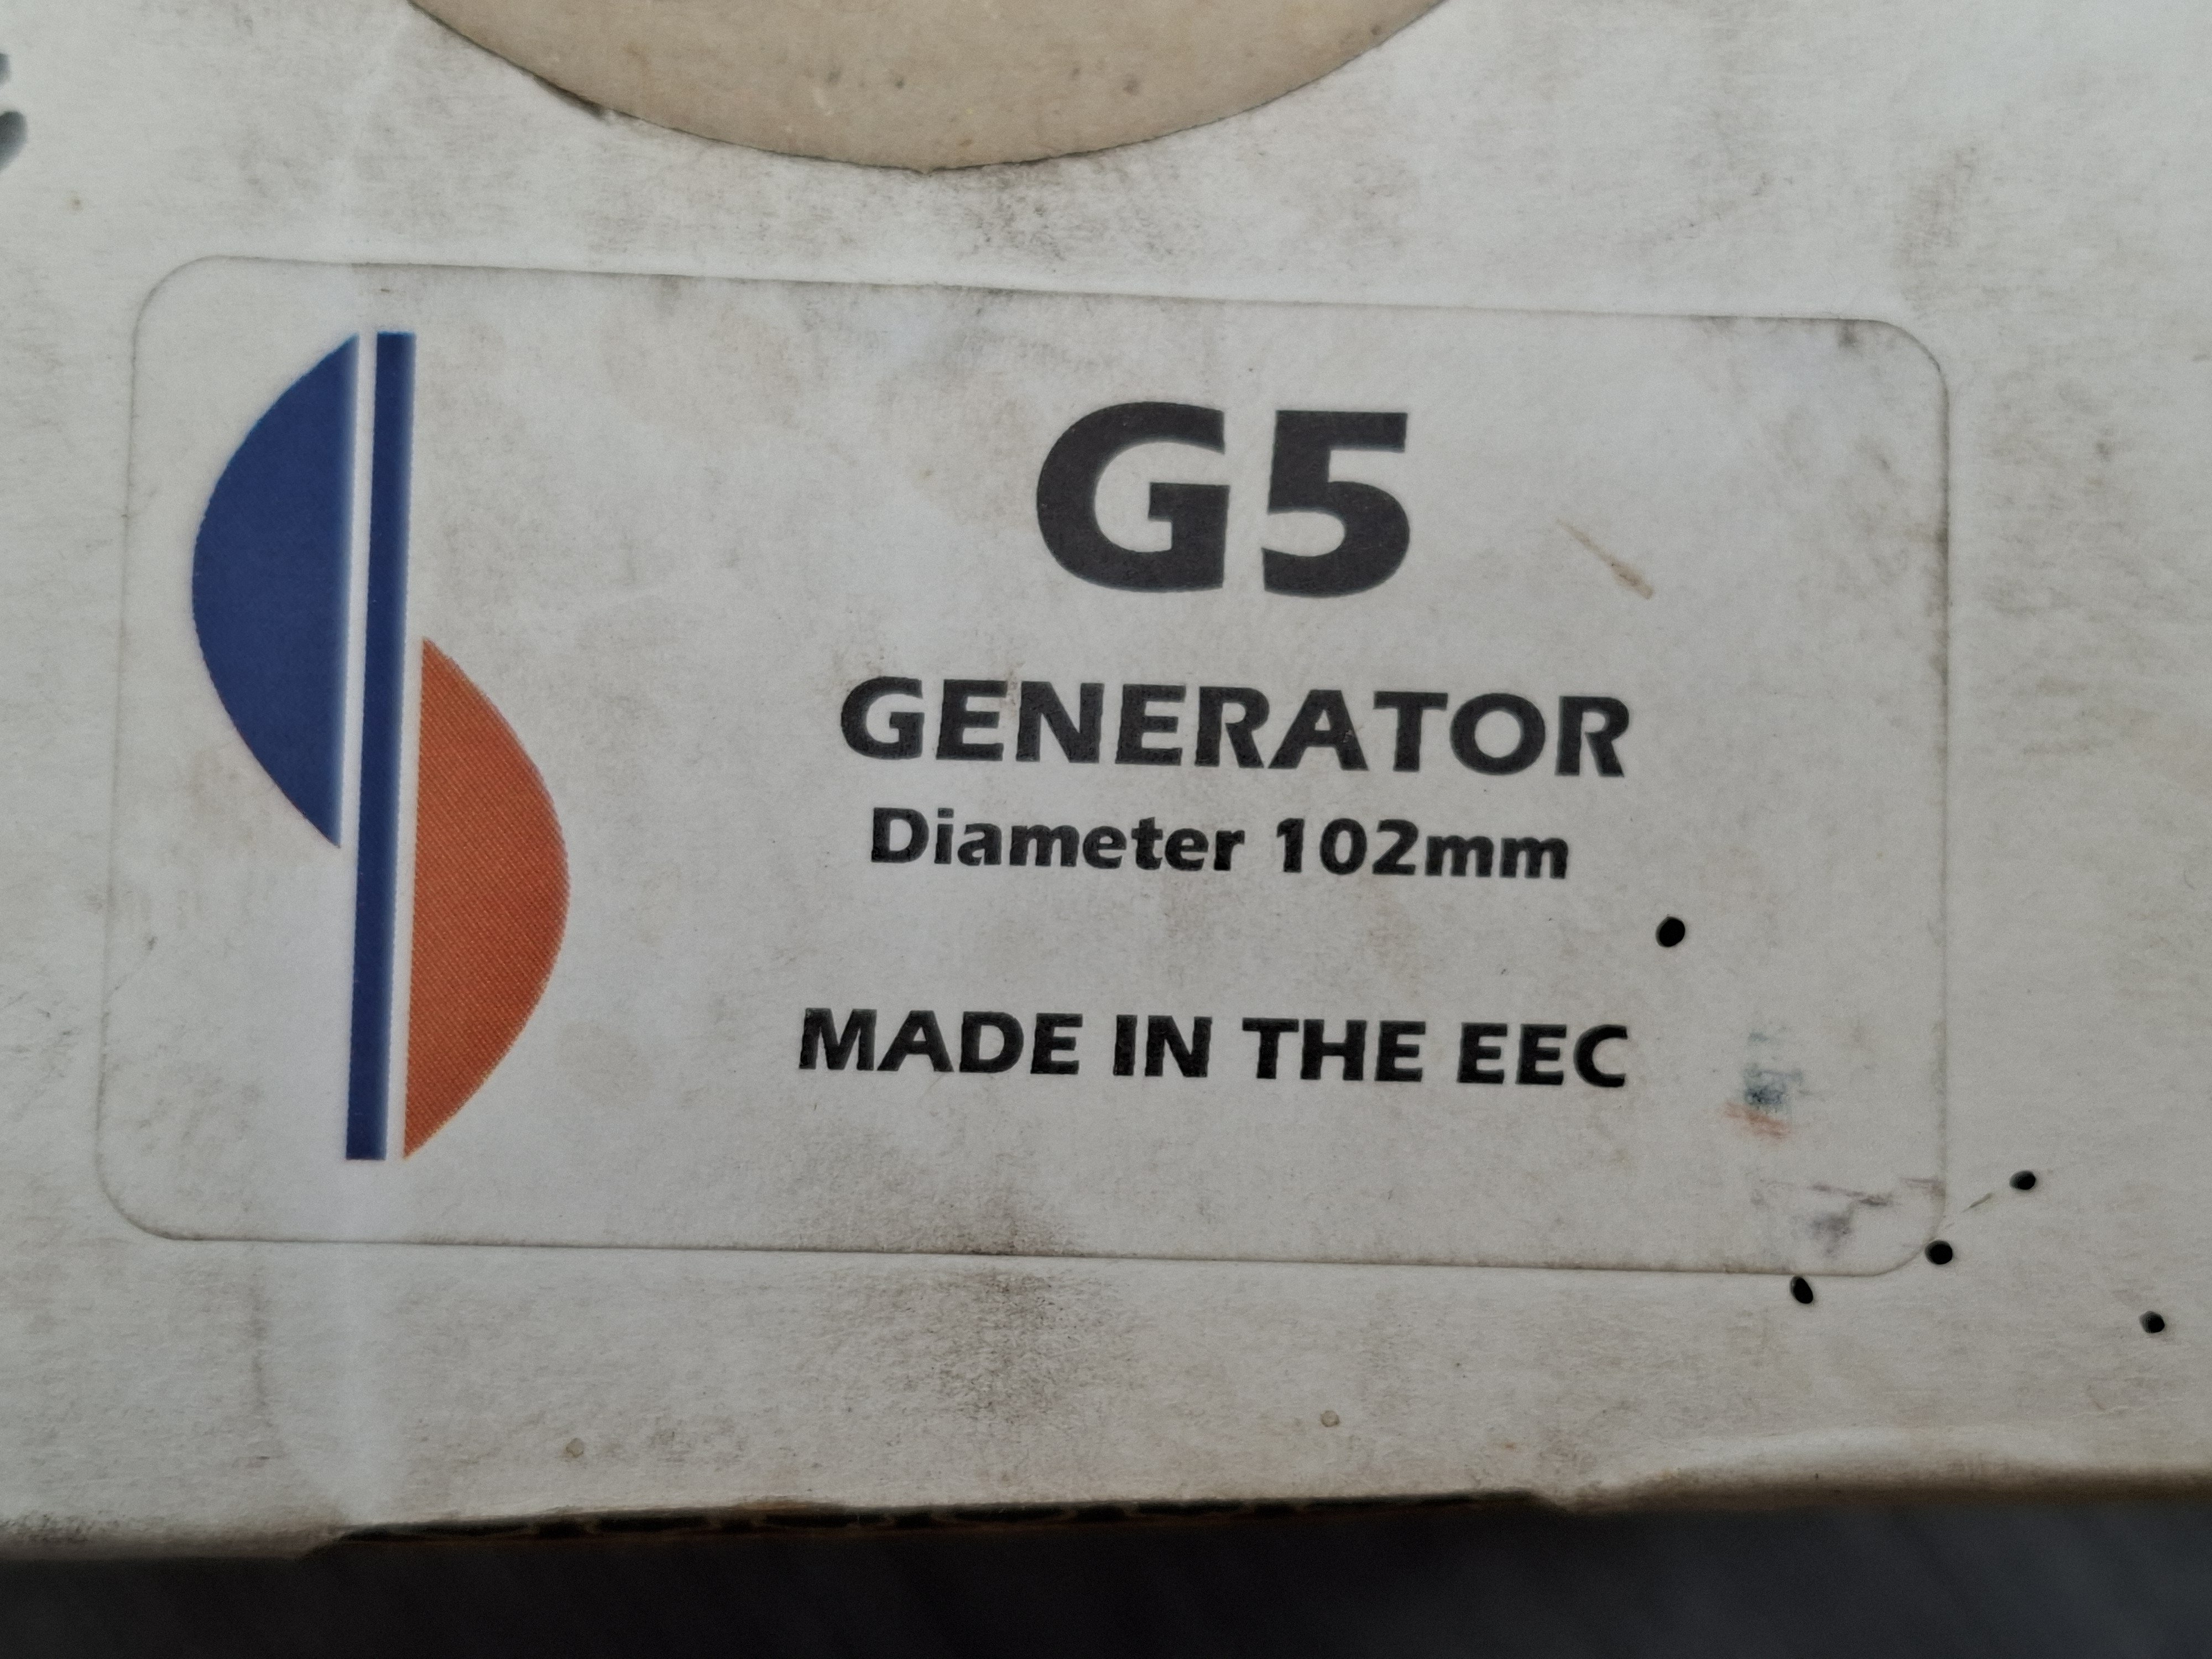 G5
GENERATOR
Diameter 102mm
MADE IN THE EEC